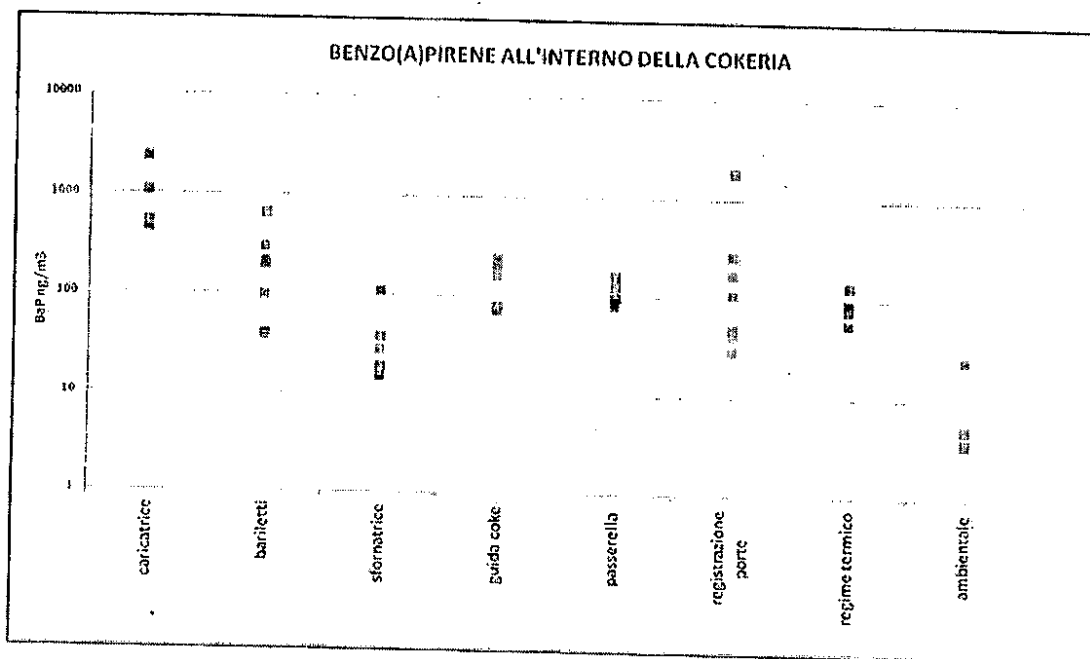 BENZO(A)PIRENE ALL'INTERNO DELLA COKERIA
10000
1000
100
10
1
BaP ng/m3
caricatrice
bariletti
sfornatrice
guida coke
passerella
registrazione
porte
regime termico
ambientale